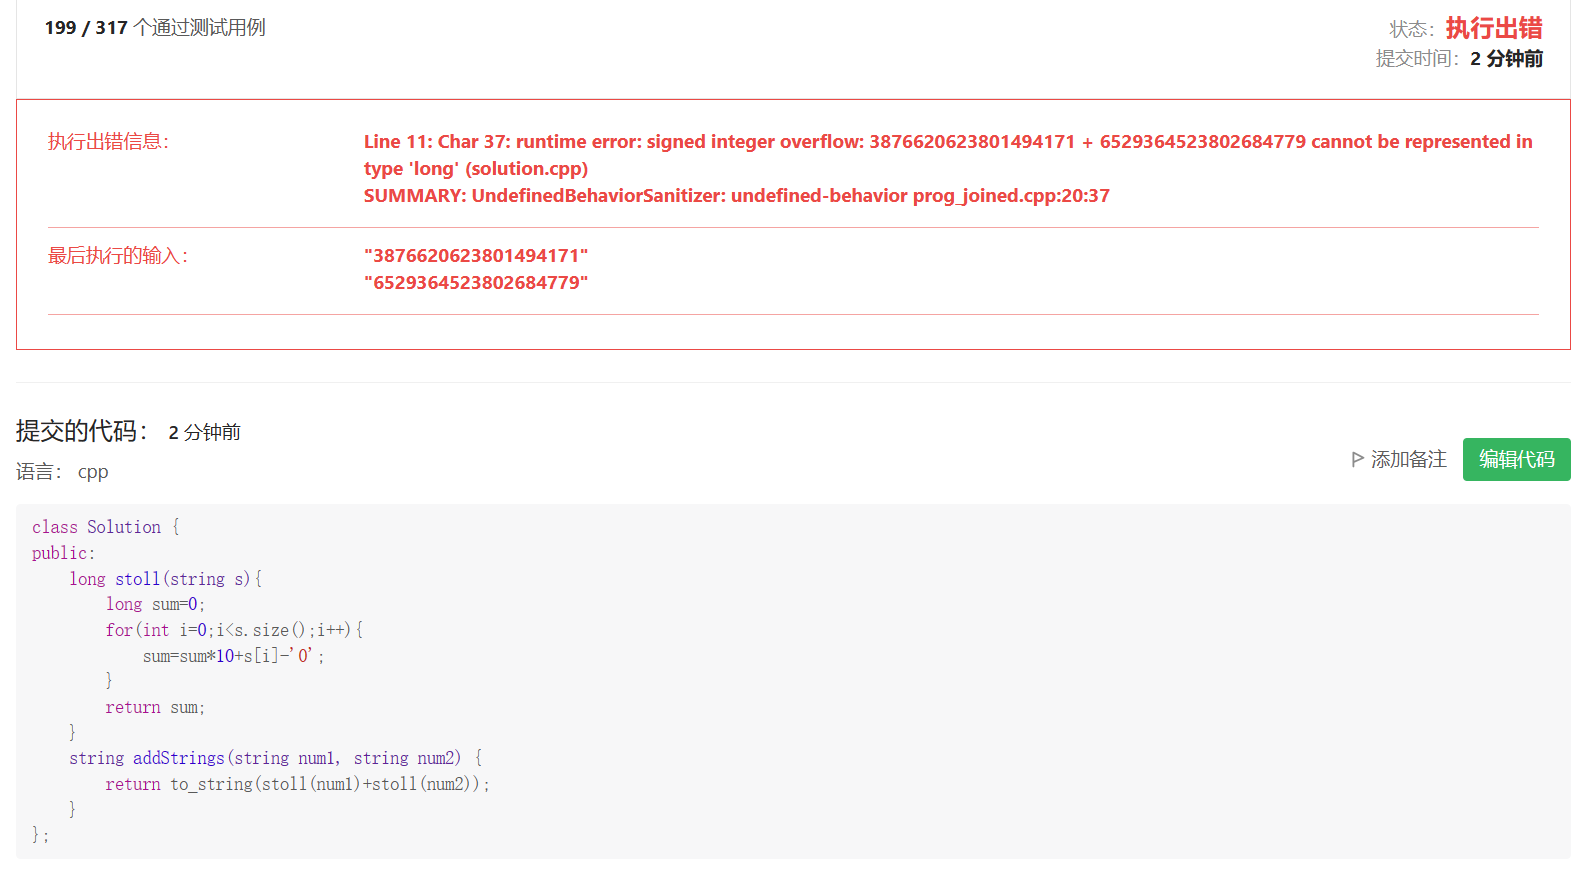 199 / 317 个通过测试用例
状态：执行出错
提交时间：2 分钟前
执行出错信息：
Line 11: Char 37: runtime error: signed integer overflow: 3876620623801494171 + 6529364523802684779 cannot be represented in
type 'long' (solution.cpp)
SUMMARY: UndefinedBehaviorSanitizer: undefined-behavior prog_joined.cpp:20:37
最后执行的输入：
"3876620623801494171"
"6529364523802684779"
提交的代码： 2 分钟前
语言： cpp
添加备注
编辑代码
class Solution {
public:
    long stoll(string s){
        long sum=0;
        for(int i=0;i<s.size();i++){
            sum=sum*10+s[i]-'0';
        }
        return sum;
    }
    string addStrings(string num1, string num2) {
        return to_string(stoll(num1)+stoll(num2));
    }
};